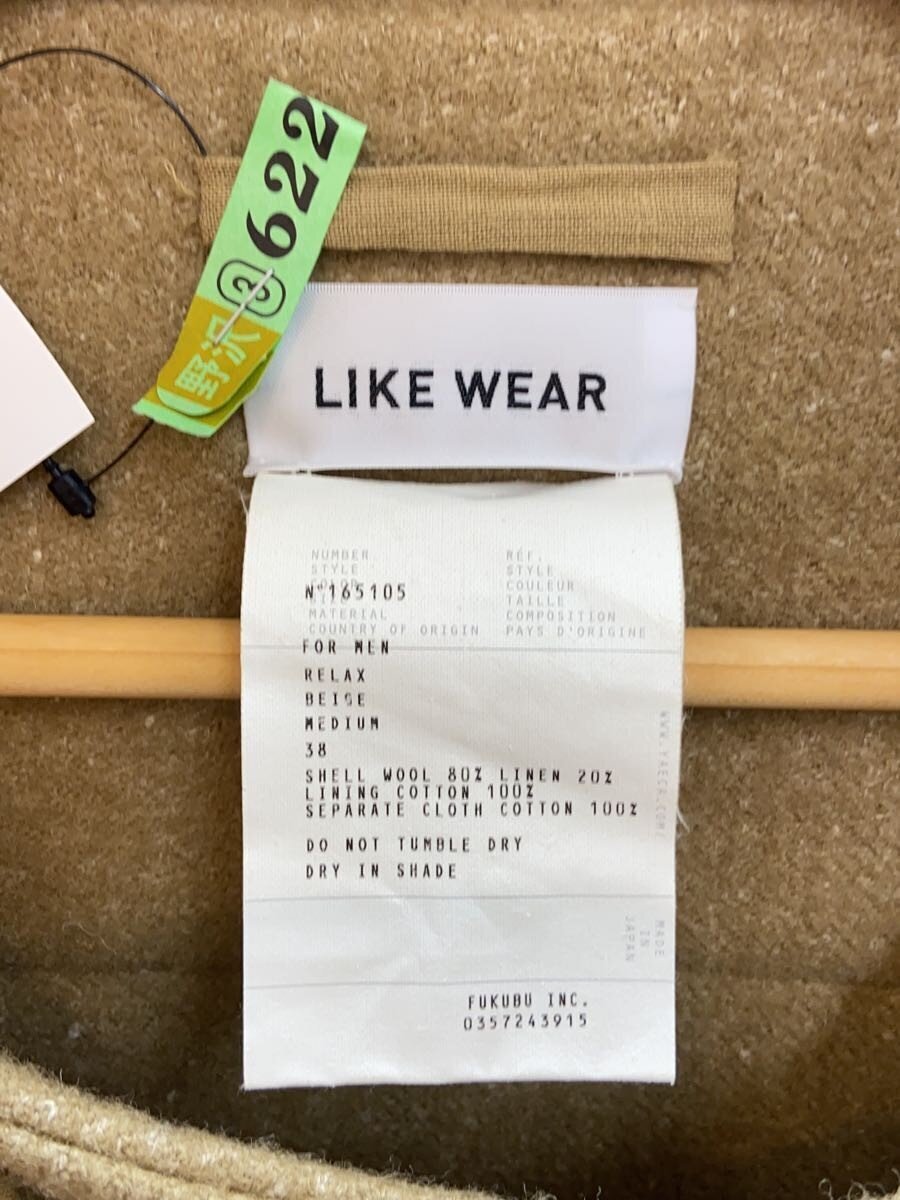 622
3
野沢
LIKE WEAR
NUMBER RÉF.
STYLE STYLE
COLOR COULEUR
TAILLE
N°165105
MATERIAL COMPOSITION
COUNTRY OF ORIGIN PAYS D'ORIGINE
FOR MEN
RELAX
BEIGE
MEDIUM
38
SHELL WOOL 80% LINEN 20%
LINING COTTON 100%
SEPARATE CLOTH COTTON 100%
DO NOT TUMBLE DRY
DRY IN SHADE
WWW.YAECA.COM/
MADE
IN
JAPAN
FUKUBU INC.
0357243915